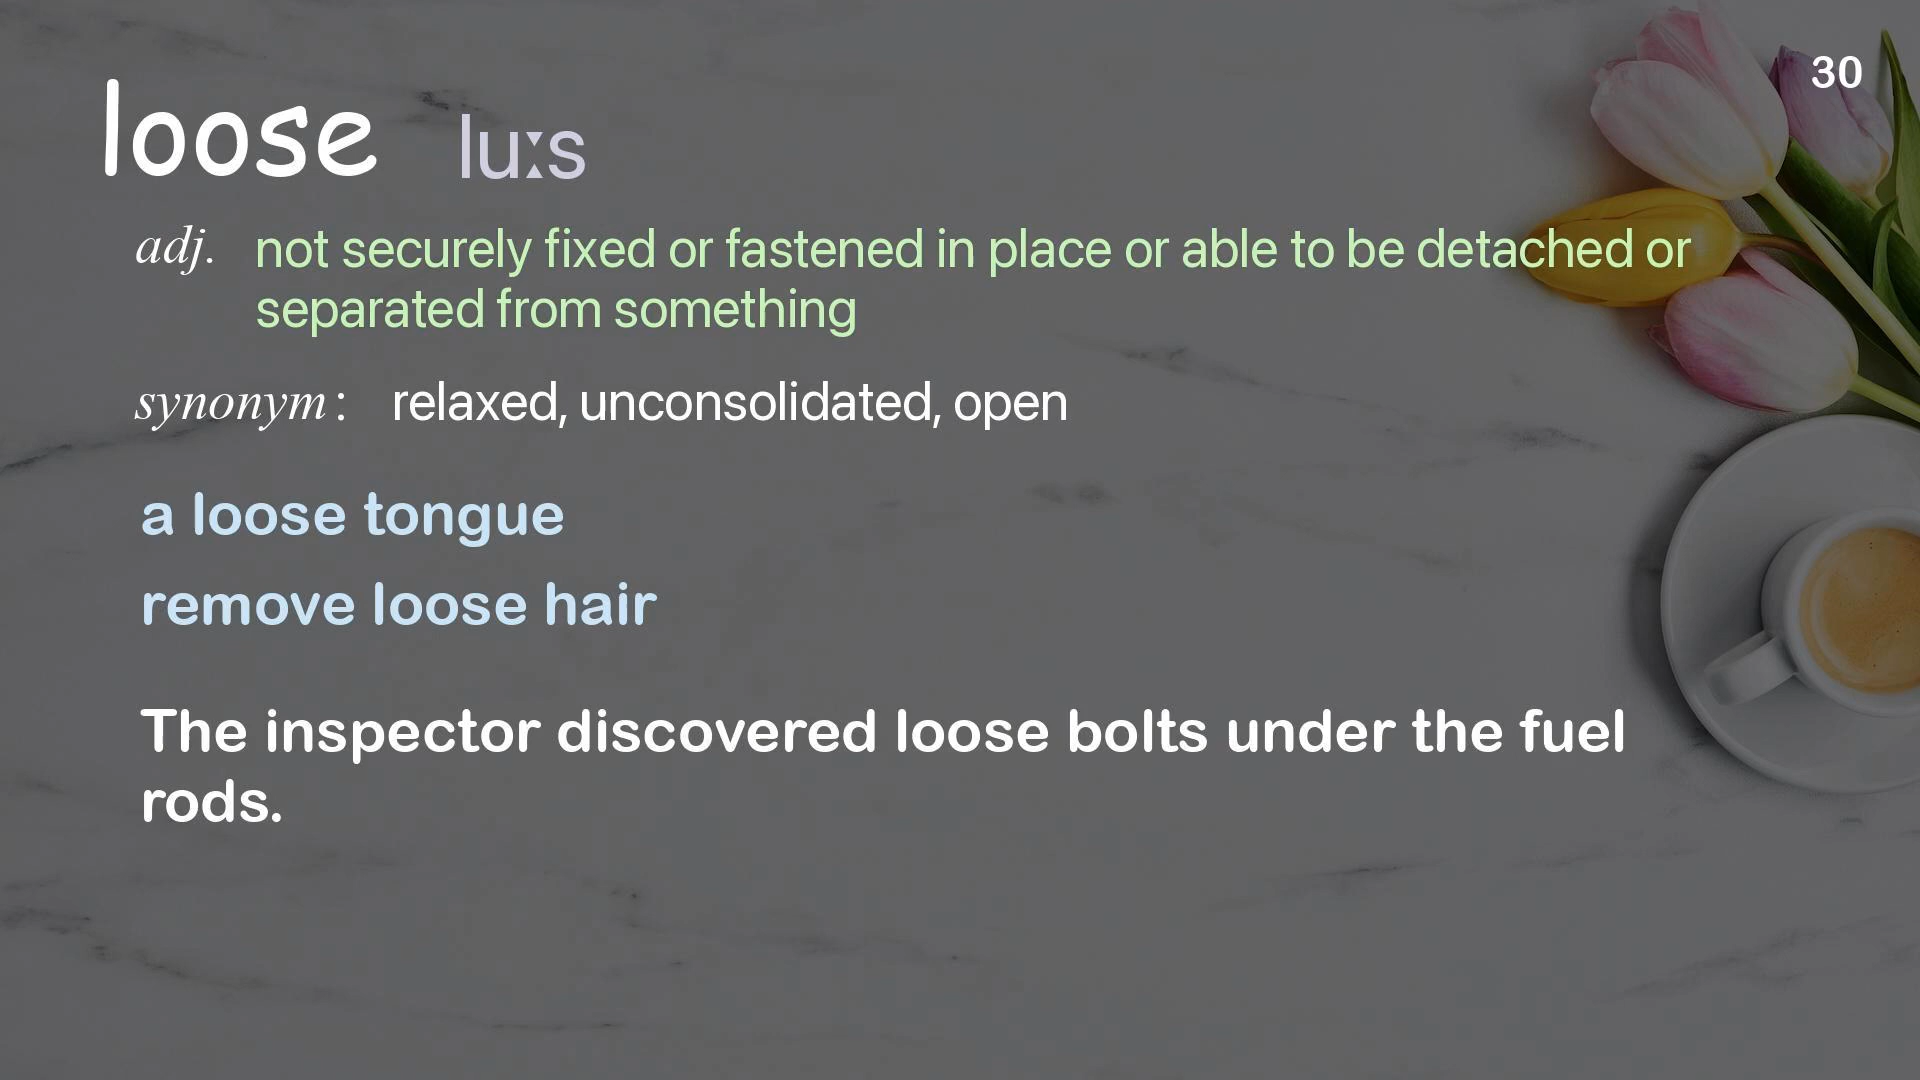 30
loose luːs
adj. not securely fixed or fastened in place or able to be detached or
separated from something
synonym: relaxed, unconsolidated, open
a loose tongue
remove loose hair
The inspector discovered loose bolts under the fuel
rods.